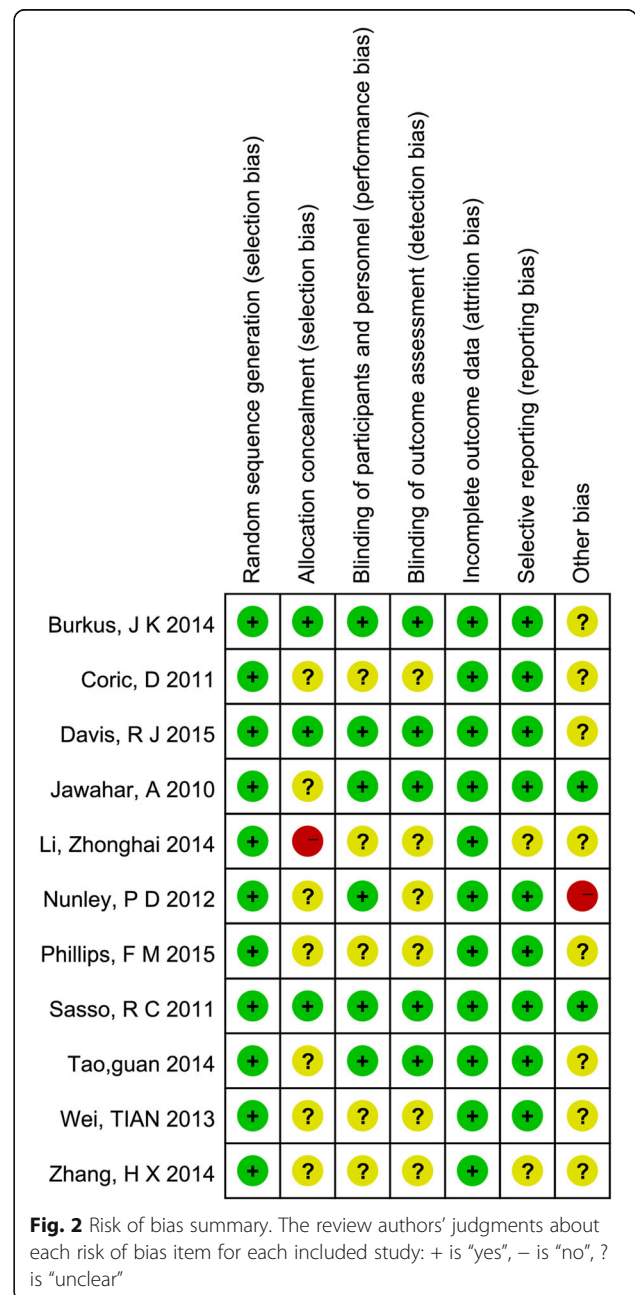 Random sequence generation (selection bias)
Allocation concealment (selection bias)
Blinding of participants and personnel (performance bias)
Blinding of outcome assessment (detection bias)
Incomplete outcome data (attrition bias)
Selective reporting (reporting bias)
Other bias
Burkus, J K 2014 + + + + + + ?
Coric, D 2011 + ? ? ? + + ?
Davis, R J 2015 + + + + + + ?
Jawahar, A 2010 + ? + + + + +
Li, Zhonghai 2014 + − ? ? + ? ?
Nunley, P D 2012 + ? + ? + + −
Phillips, F M 2015 + ? ? ? + + ?
Sasso, R C 2011 + + + + + + +
Tao,guan 2014 + ? + + + + ?
Wei, TIAN 2013 + ? ? ? + + ?
Zhang, H X 2014 + ? ? ? + ? ?
Fig. 2 Risk of bias summary. The review authors’ judgments about
each risk of bias item for each included study: + is “yes”, − is “no”, ?
is “unclear”